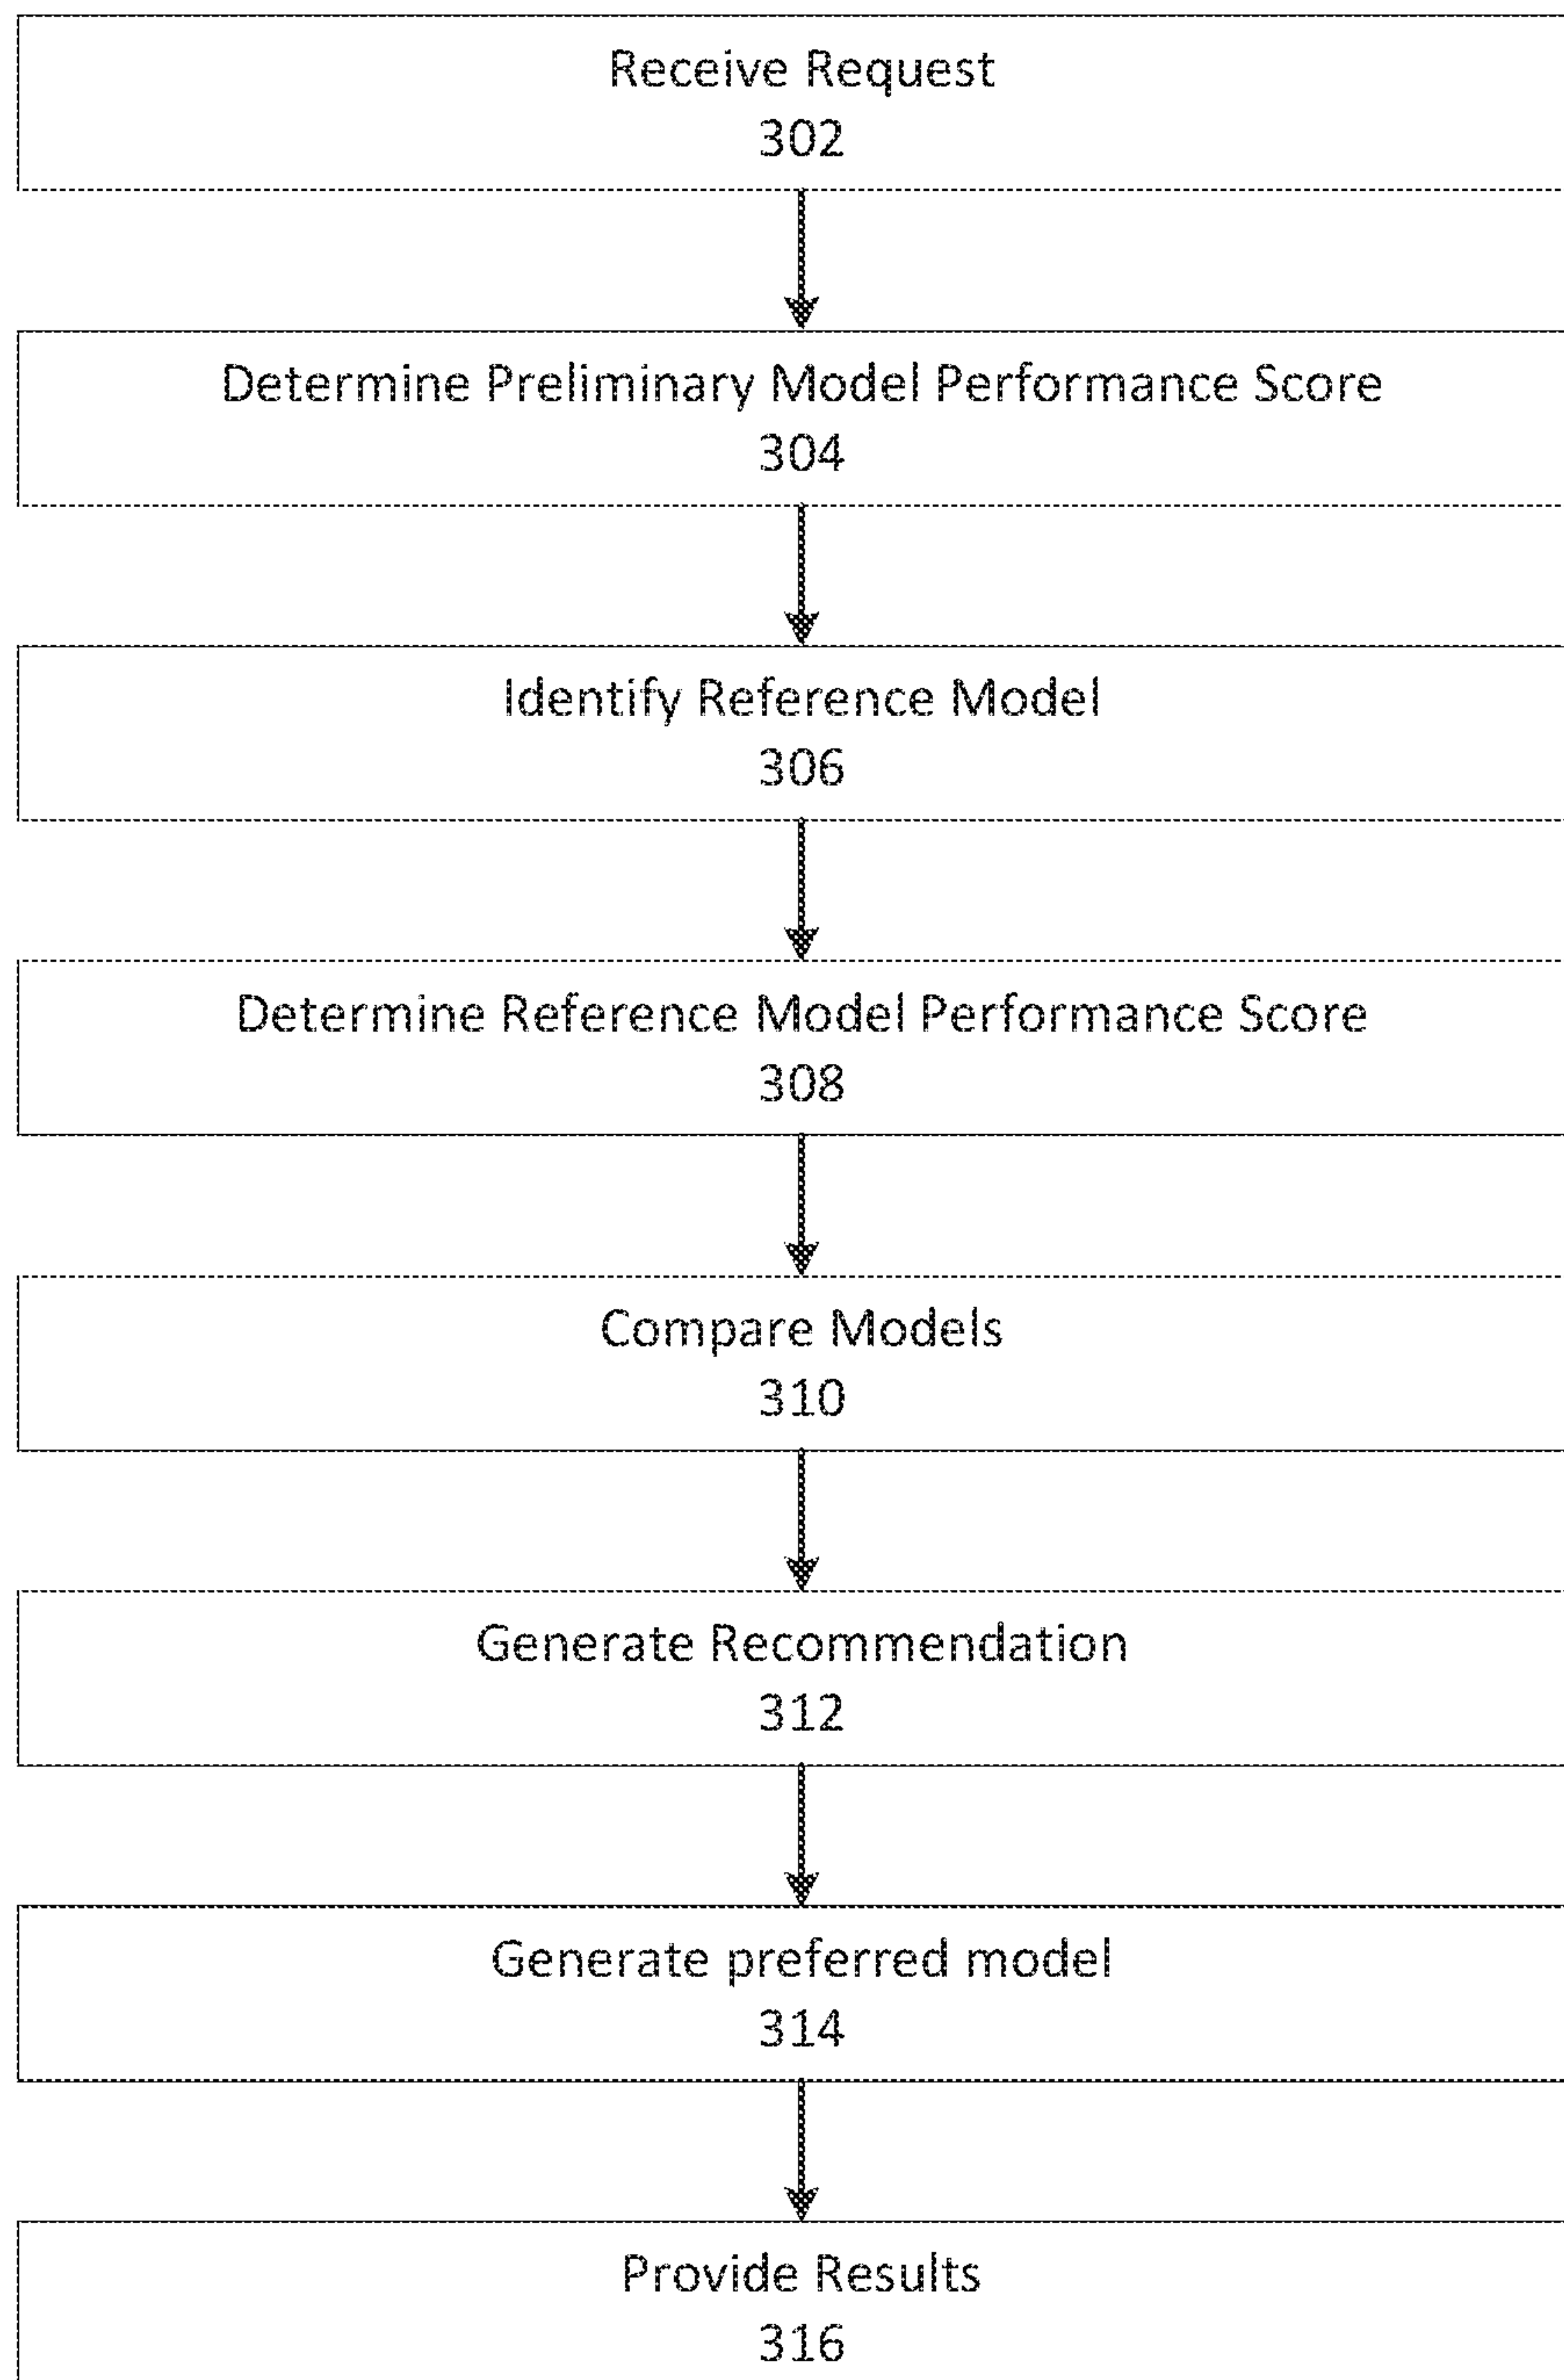 Receive Request
302
Determine Preliminary Model Performance Score
304
Identify Reference Model
306
Determine Reference Model Performance Score
308
Compare Models
310
Generate Recommendation
312
Generate preferred model
314
Provide Results
316